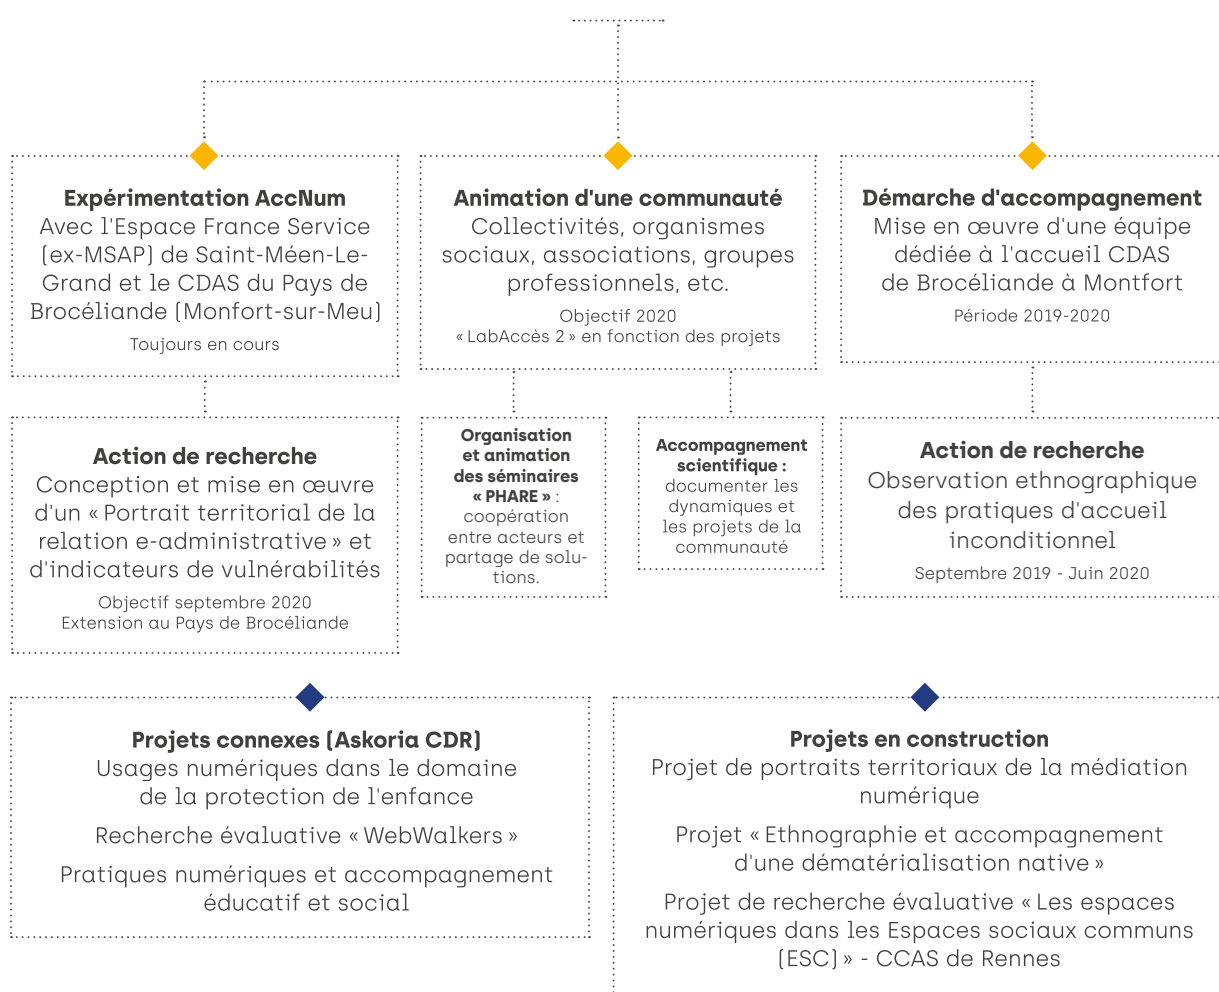 Expérimentation AccNum
Avec l'Espace France Service
(ex-MSAP) de Saint-Méen-Le-
Grand et le CDAS du Pays de
Brocéliande (Monfort-sur-Meu)
Toujours en cours
Animation d'une communauté
Collectivités, organismes
sociaux, associations, groupes
professionnels, etc.
Objectif 2020
« LabAccès 2 » en fonction des projets
Démarche d'accompagnement
Mise en œuvre d'une équipe
dédiée à l'accueil CDAS
de Brocéliande à Montfort
Période 2019-2020
Action de recherche
Conception et mise en œuvre
d'un « Portrait territorial de la
relation e-administrative » et
d'indicateurs de vulnérabilités
Objectif septembre 2020
Extension au Pays de Brocéliande
Organisation
et animation
des séminaires
« PHARE » :
coopération
entre acteurs et
partage de solu-
tions.
Accompagnement
scientifique :
documenter les
dynamiques et
les projets de la
communauté
Action de recherche
Observation ethnographique
des pratiques d'accueil
inconditionnel
Septembre 2019 - Juin 2020
Projets connexes (Askoria CDR)
Usages numériques dans le domaine
de la protection de l'enfance
Recherche évaluative « WebWalkers »
Pratiques numériques et accompagnement
éducatif et social
Projets en construction
Projet de portraits territoriaux de la médiation
numérique
Projet « Ethnographie et accompagnement
d'une dématérialisation native »
Projet de recherche évaluative « Les espaces
numériques dans les Espaces sociaux communs
(ESC) » - CCAS de Rennes